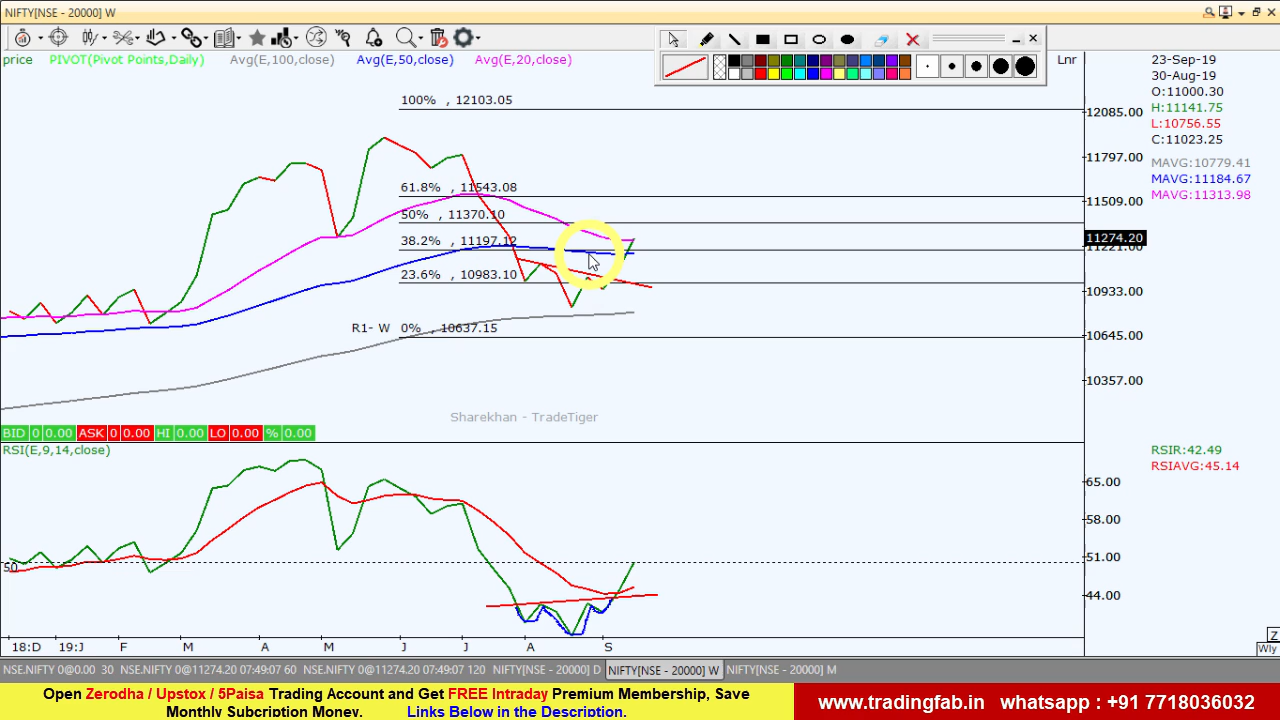 NIFTY[NSE - 20000] W
price PIVOT(Pivot Points,Daily) Avg(E,100,close) Avg(E,50,close) Avg(E,20,close)
Lnr
23-Sep-19
30-Aug-19
O:11000.30
H:11141.75
L:10756.55
C:11023.25
MAVG:10779.41
MAVG:11184.67
MAVG:11313.98
100% , 12103.05
61.8% , 11543.08
50% , 11370.10
38.2% , 11197.12
23.6% , 10983.10
R1- W 0% , 10637.15
12085.00
11797.00
11509.00
11274.20
11221.00
10933.00
10645.00
10357.00
Sharekhan - TradeTiger
BID 0 0.00 ASK 0 0.00 HI 0.00 LO 0.00 % 0.00
RSI(E,9,14,close)
RSIR:42.49
RSIAVG:45.14
65.00
58.00
51.00
44.00
50
18:D 19:J F M A M J J A S
Z
Wly
NSE.NIFTY 0@0.00 30 NSE.NIFTY 0@11274.20 07:49:07 60 NSE.NIFTY 0@11274.20 07:49:07 120 NIFTY[NSE - 20000] D NIFTY[NSE - 20000] W NIFTY[NSE - 20000] M
Open Zerodha / Upstox / 5Paisa Trading Account and Get FREE Intraday Premium Membership, Save
Monthly Subcription Money. Links Below in the Description.
www.tradingfab.in whatsapp : +91 7718036032